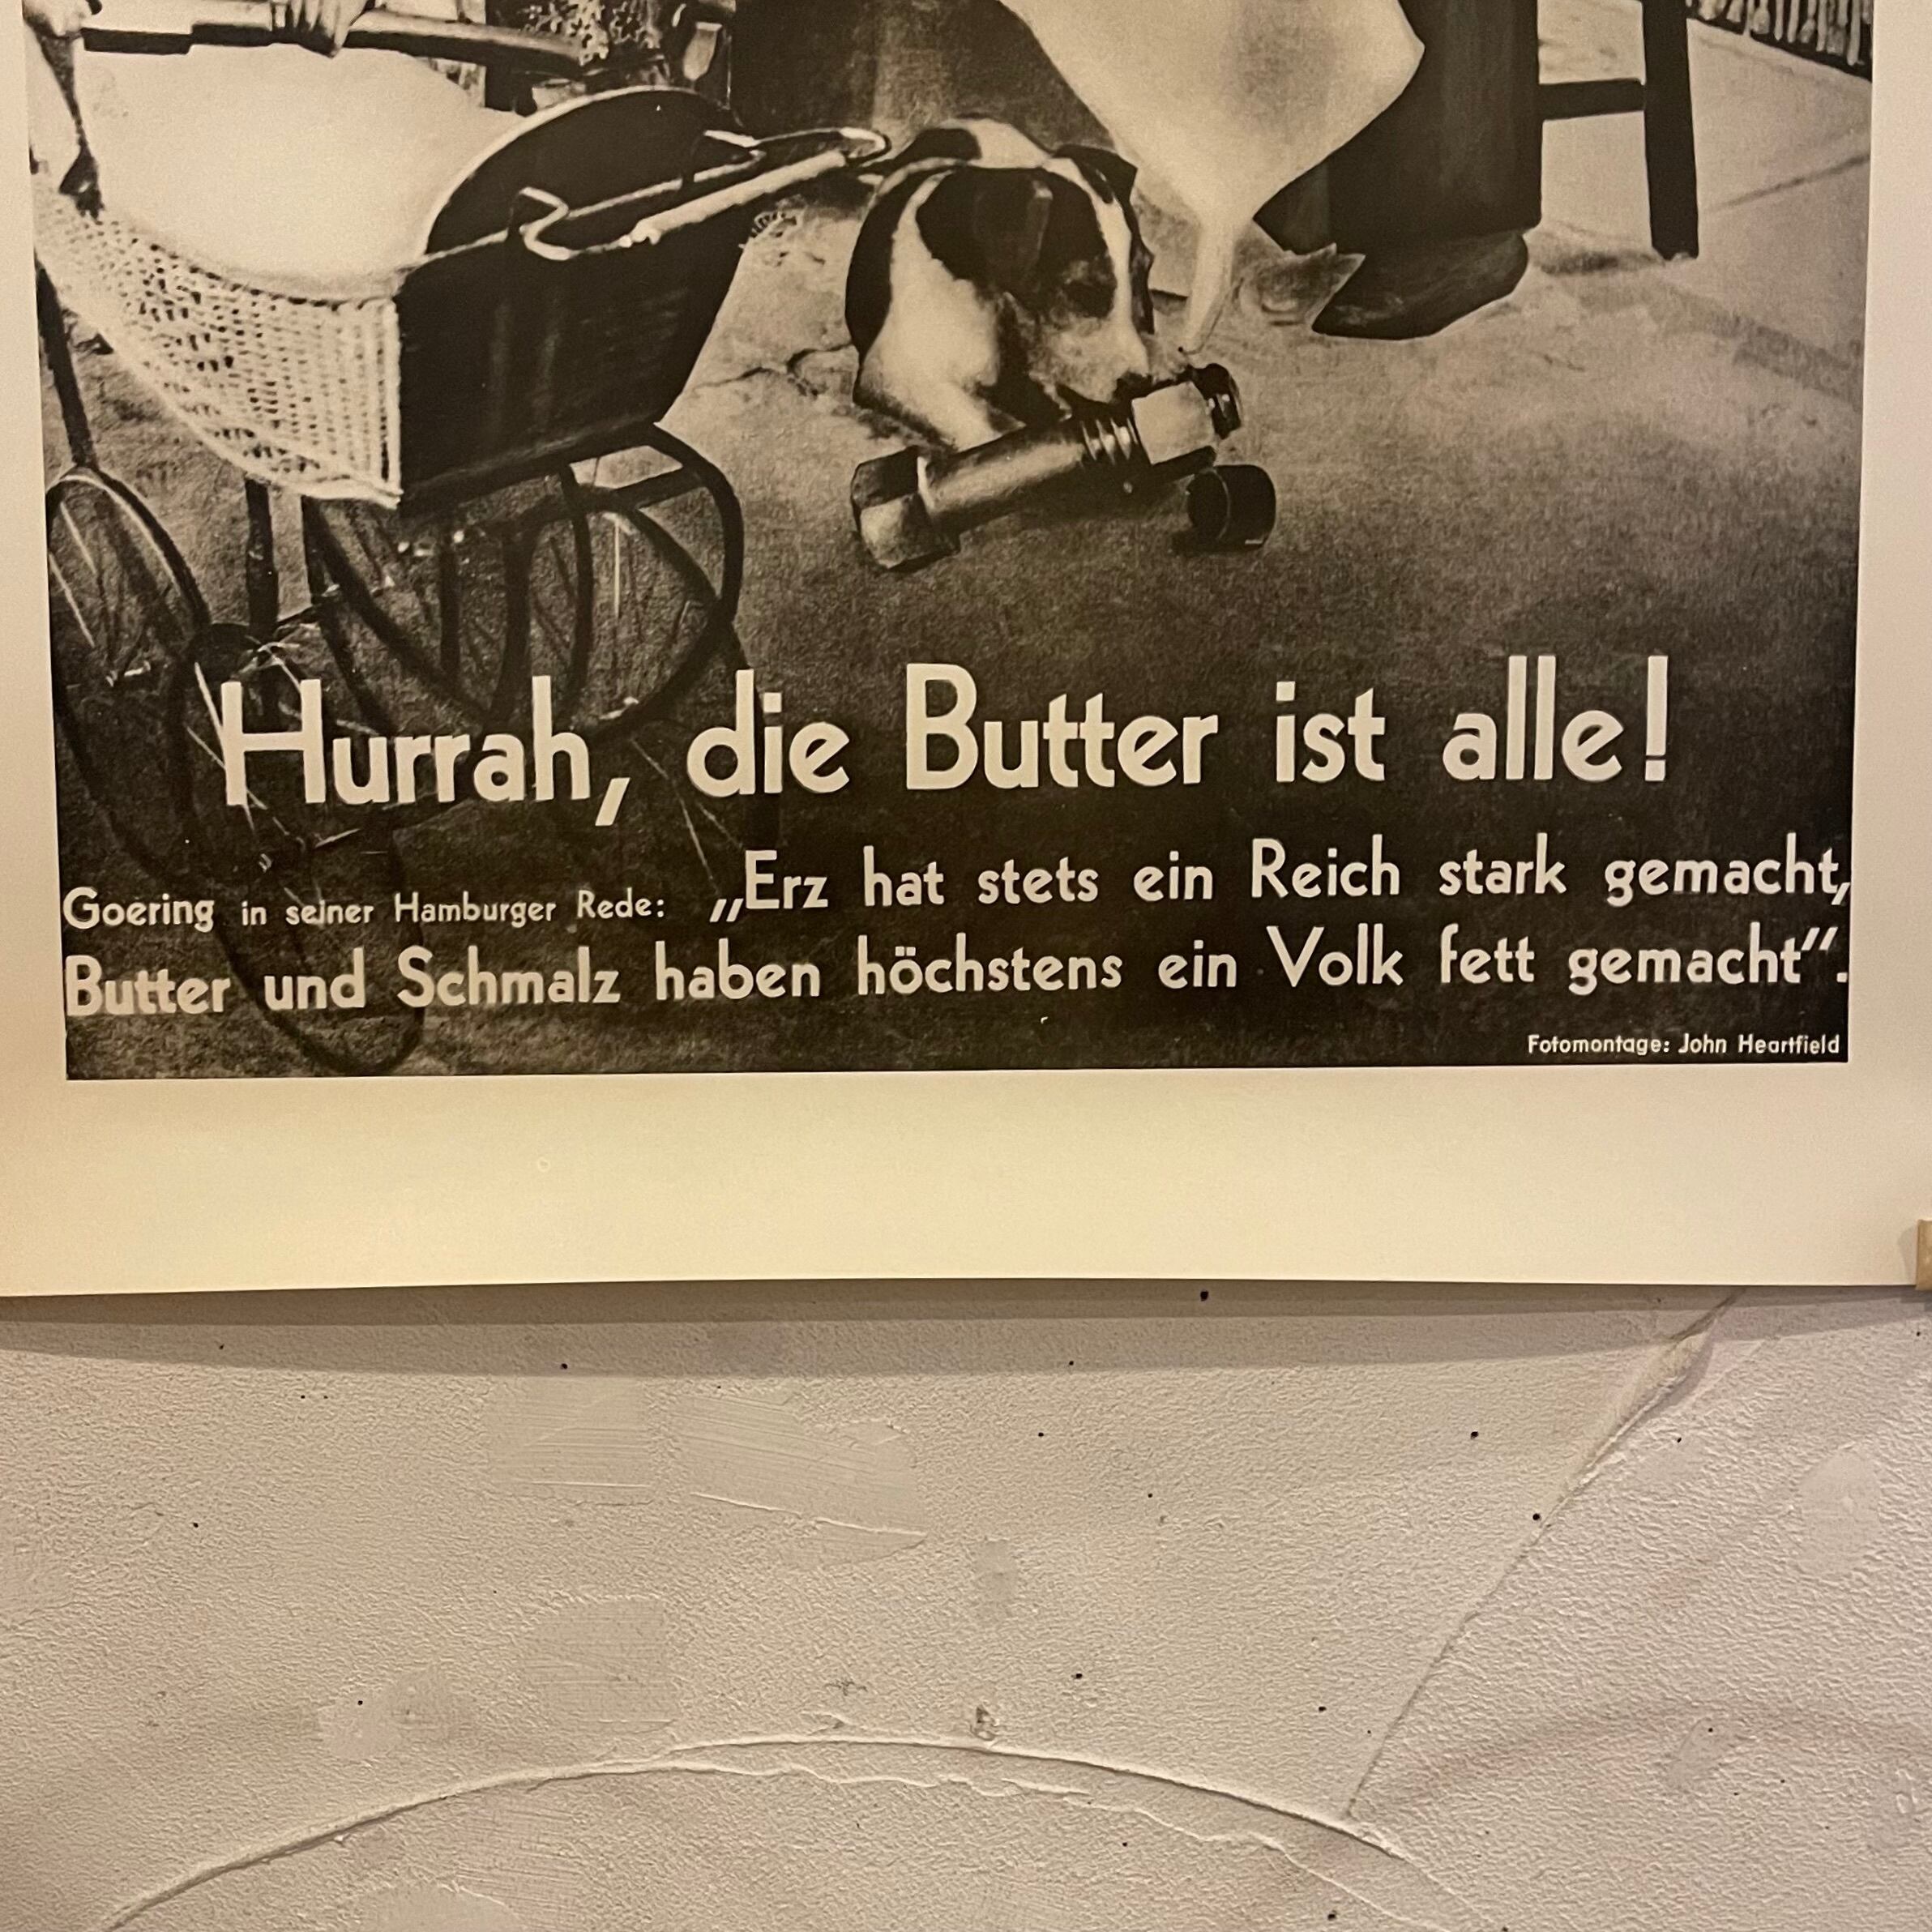 Hurrah, die Butter ist alle!
Goering in seiner Hamburger Rede: „Erz hat stets ein Reich stark gemacht,
Butter und Schmalz haben höchstens ein Volk fett gemacht“.
Fotomontage: John Heartfield